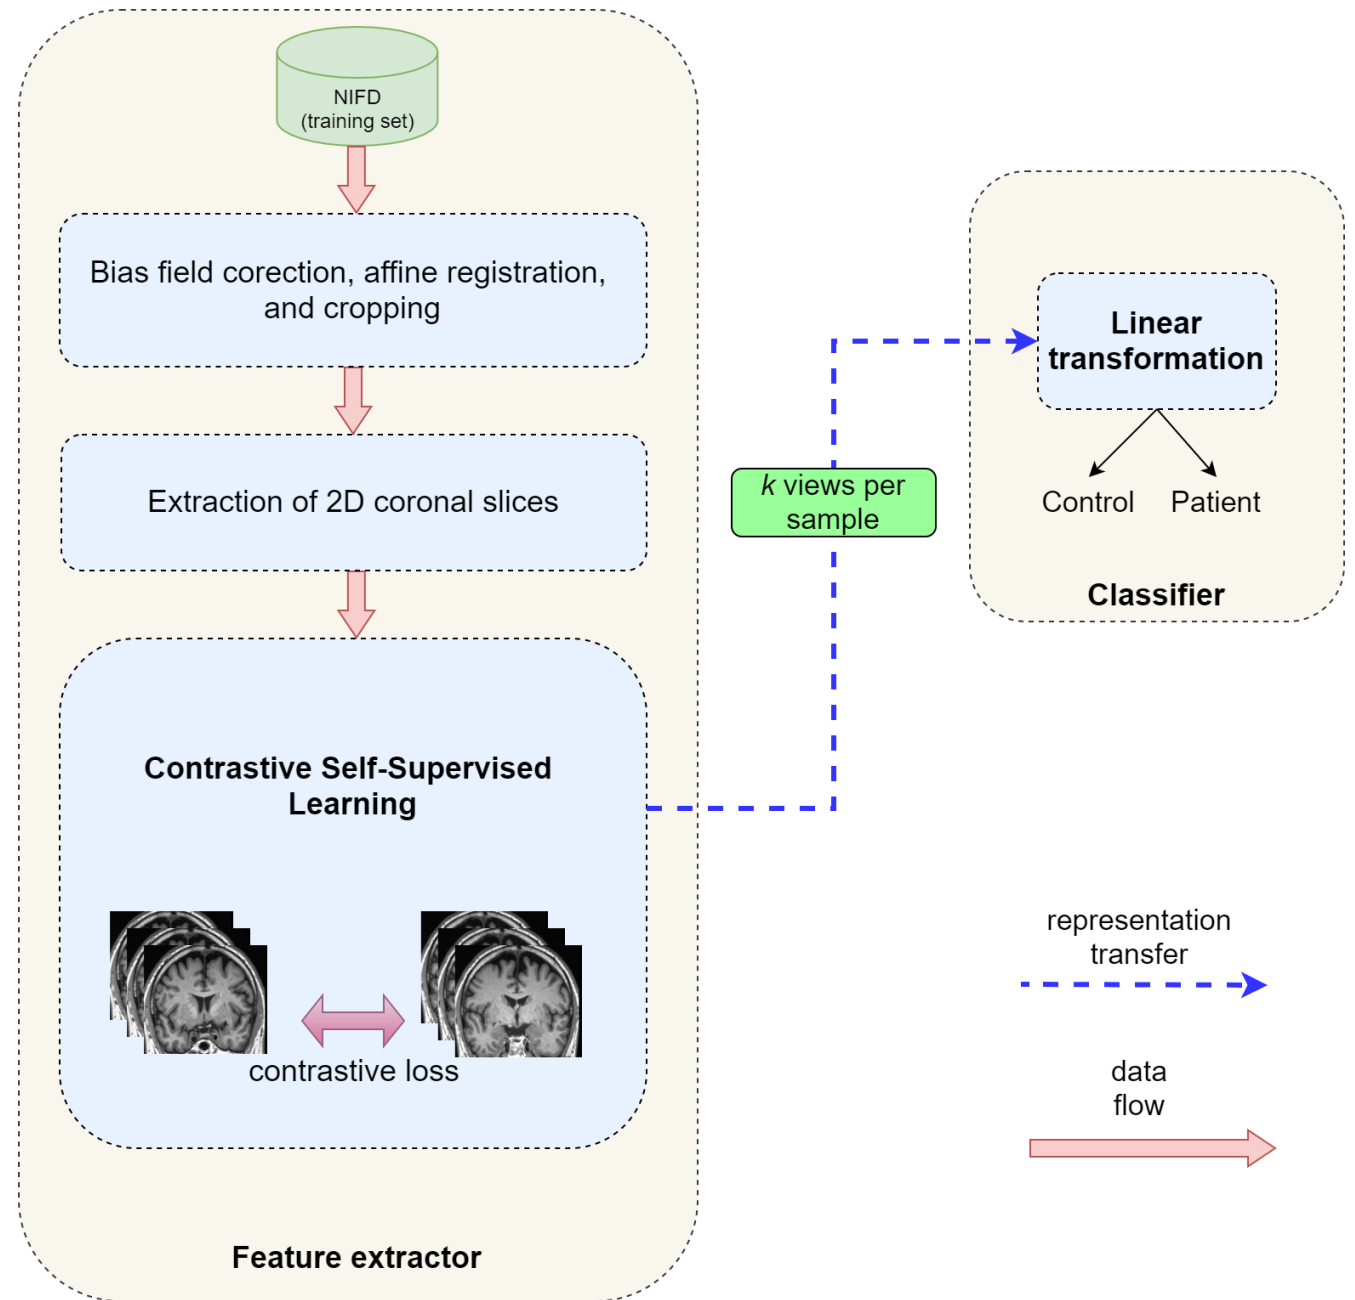 NIFD
(training set)
Bias field corection, affine registration,
and cropping
Extraction of 2D coronal slices
Contrastive Self-Supervised
Learning
contrastive loss
Feature extractor
k views per
sample
Linear
transformation
Control Patient
Classifier
representation
transfer
data
flow